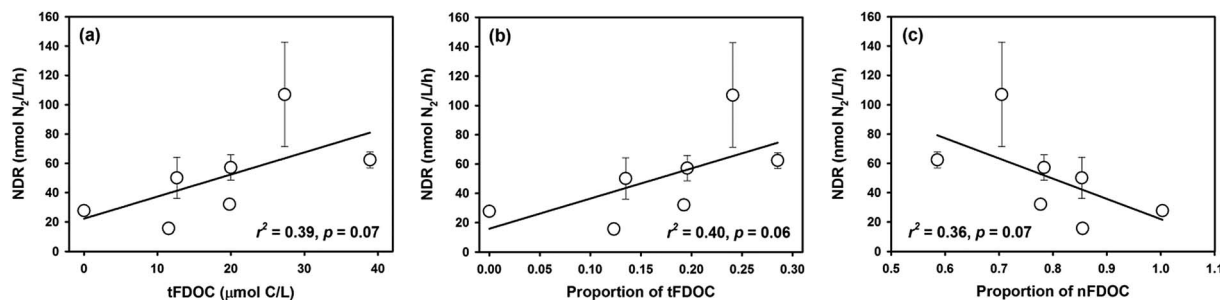 (a)
NDR (nmol N₂/L/h)
160
140
120
100
80
60
40
20
0
r² = 0.39, p = 0.07
0 10 20 30 40
tFDOC (μmol C/L)
(b)
NDR (nmol N₂/L/h)
160
140
120
100
80
60
40
20
0
r² = 0.40, p = 0.06
0.00 0.05 0.10 0.15 0.20 0.25 0.30
Proportion of tFDOC
(c)
NDR (nmol N₂/L/h)
160
140
120
100
80
60
40
20
0
r² = 0.36, p = 0.07
0.5 0.6 0.7 0.8 0.9 1.0 1.1
Proportion of nFDOC